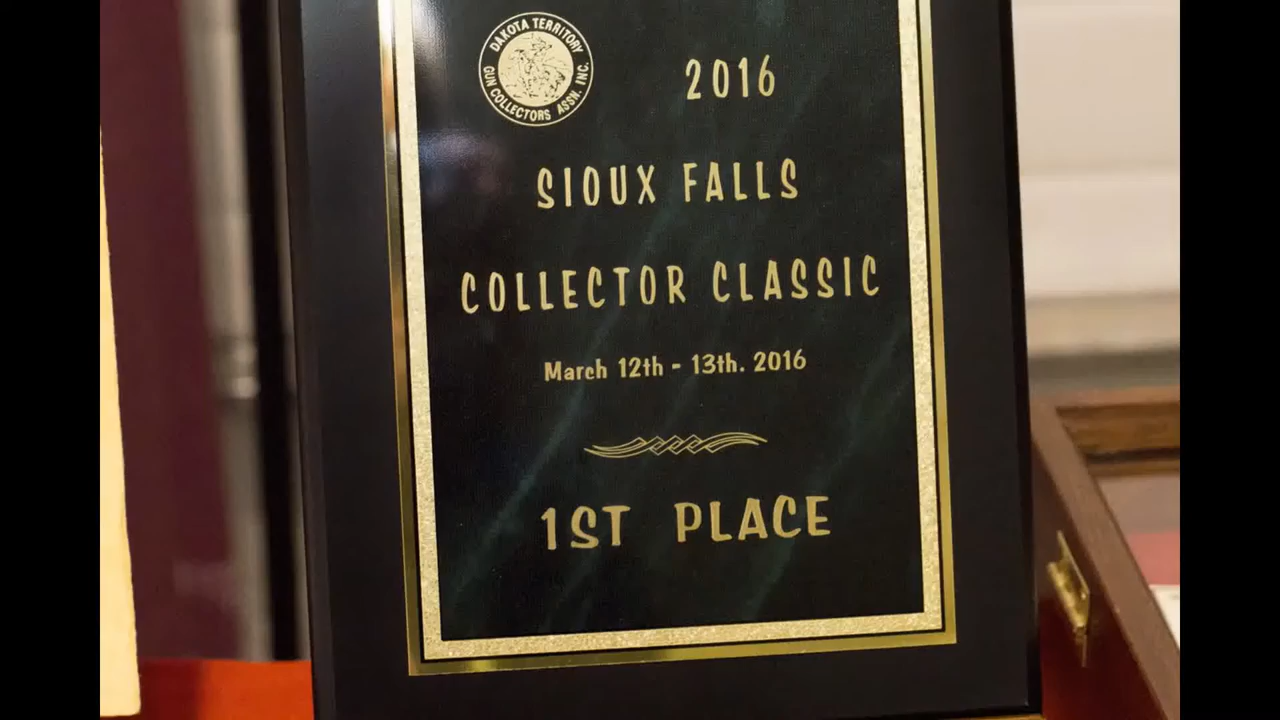 DAKOTA TERRITORY
GUN COLLECTORS ASSN. INC.
2016
SIOUX FALLS
COLLECTOR CLASSIC
March 12th - 13th. 2016
1ST PLACE